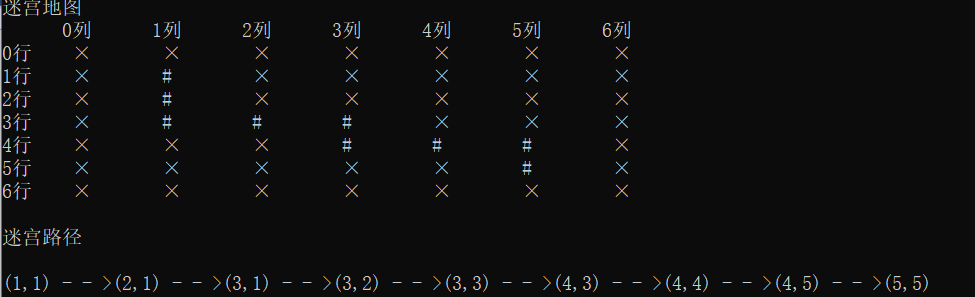 迷宫地图
0列 1列 2列 3列 4列 5列 6列
0行 × × × × × × ×
1行 × # × × × × ×
2行 × # × × × × ×
3行 × # # # × × ×
4行 × × × # # # ×
5行 × × × × × # ×
6行 × × × × × × ×
迷宫路径
(1,1) - - >(2,1) - - >(3,1) - - >(3,2) - - >(3,3) - - >(4,3) - - >(4,4) - - >(4,5) - - >(5,5)